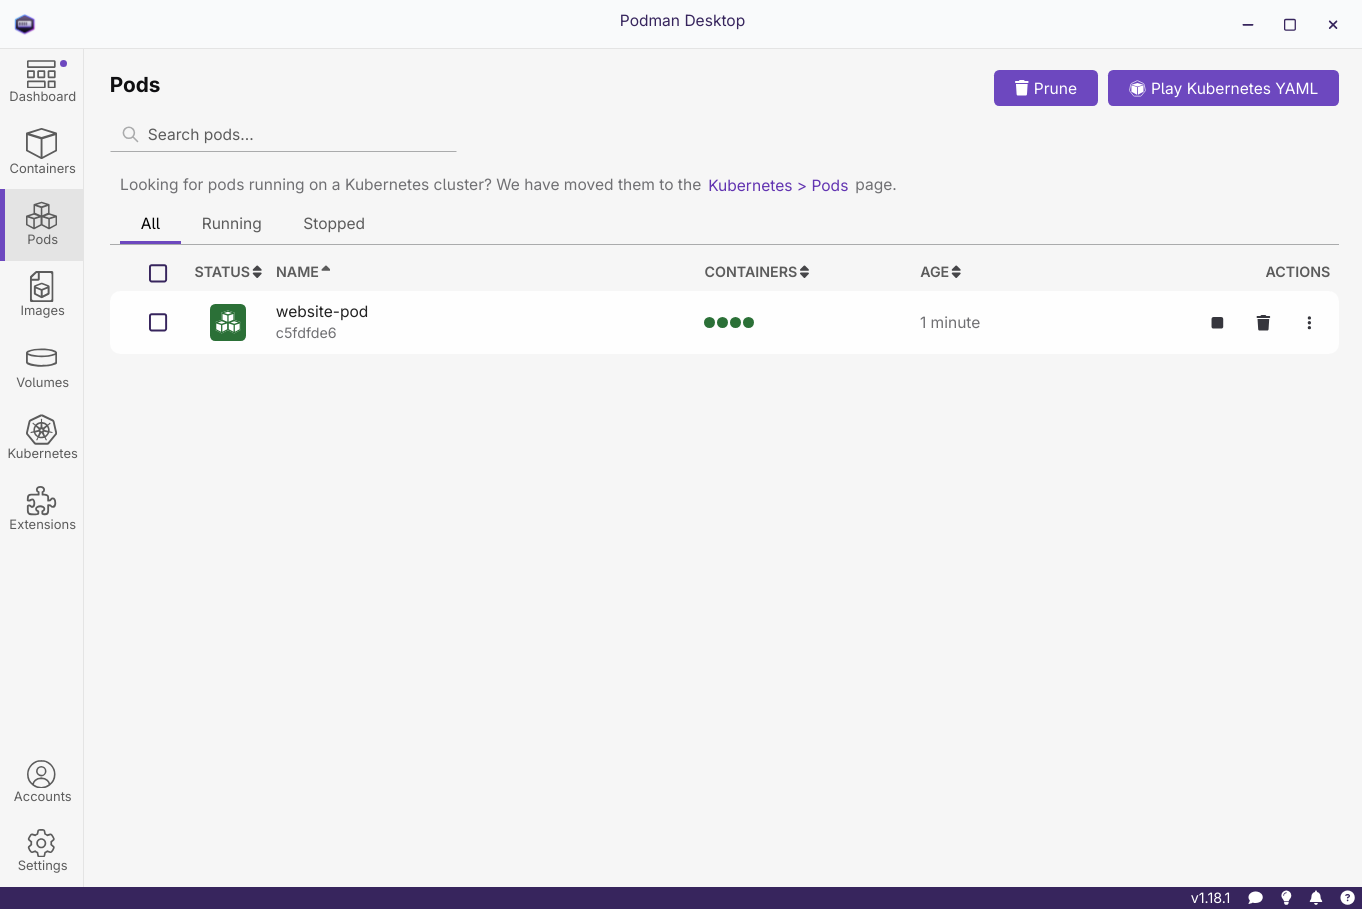 Podman Desktop
Dashboard
Containers
Pods
Images
Volumes
Kubernetes
Extensions
Accounts
Settings
Pods
Prune
Play Kubernetes YAML
Search pods...
Looking for pods running on a Kubernetes cluster? We have moved them to the Kubernetes > Pods page.
All Running Stopped
STATUS NAME CONTAINERS AGE ACTIONS
website-pod
c5fdfde6
1 minute
v1.18.1